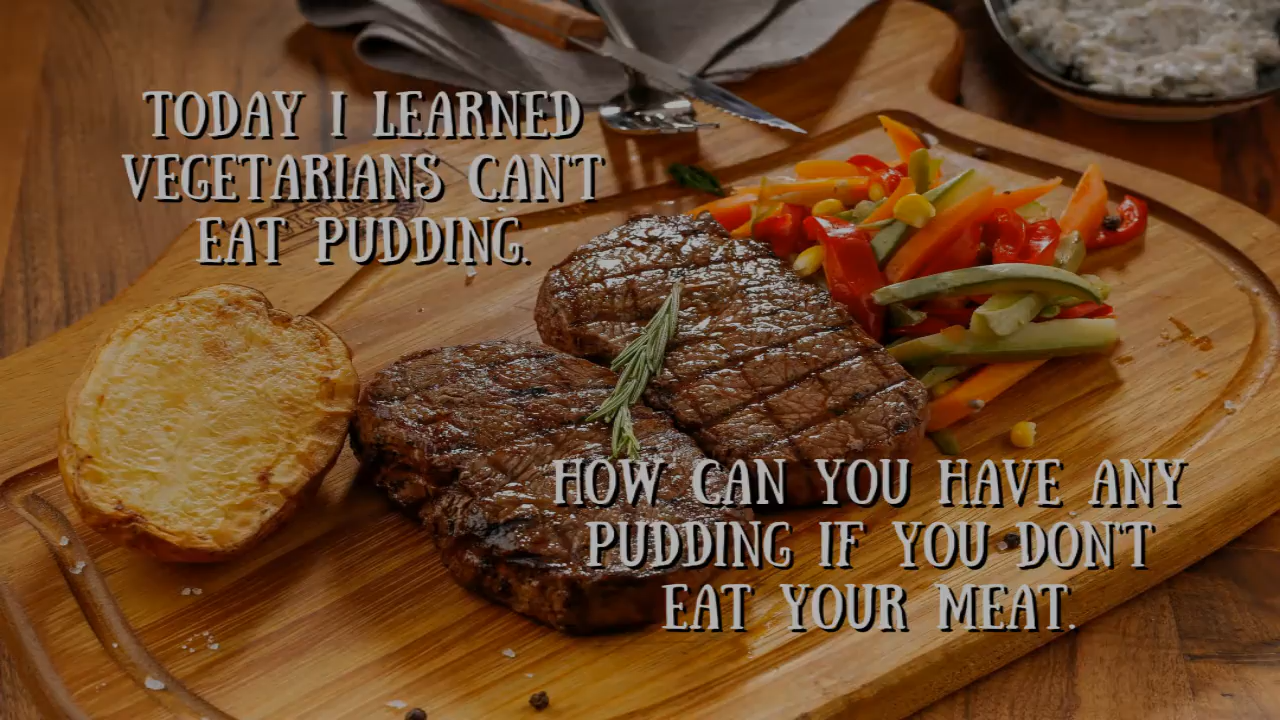 TODAY I LEARNED
VEGETARIANS CAN'T
EAT PUDDING.
HOW CAN YOU HAVE ANY
PUDDING IF YOU DON'T
EAT YOUR MEAT.